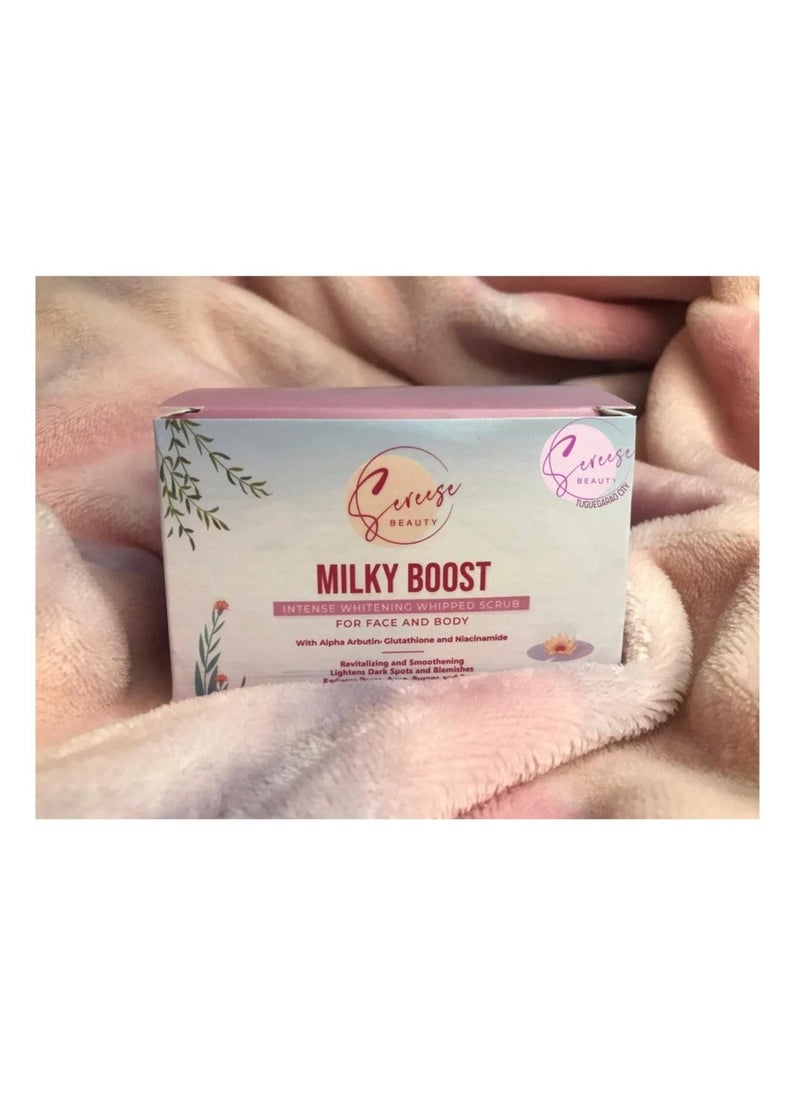 Sereese
BEAUTY
Sereese
BEAUTY
TUGUEGARAO CITY
MILKY BOOST
INTENSE WHITENING WHIPPED SCRUB
FOR FACE AND BODY
With Alpha Arbutin• Glutathione and Niacinamide
Revitalizing and Smoothening
Lightens Dark Spots and Blemishes